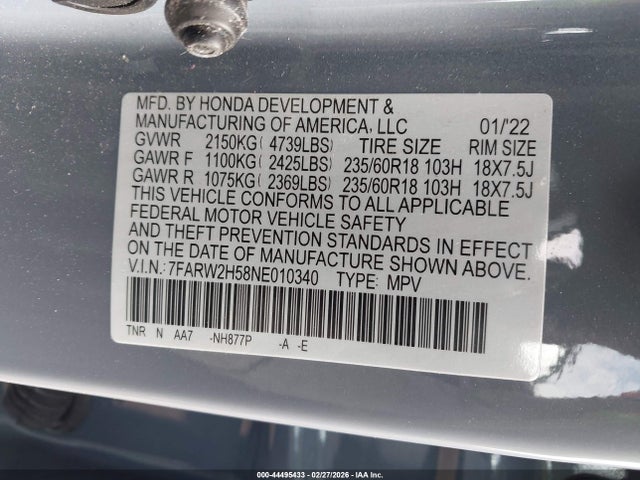 MFD. BY HONDA DEVELOPMENT &
MANUFACTURING OF AMERICA, LLC 01/'22
GVWR 2150KG( 4739LBS) TIRE SIZE RIM SIZE
GAWR F 1100KG( 2425LBS) 235/60R18 103H 18X7.5J
GAWR R 1075KG( 2369LBS) 235/60R18 103H 18X7.5J
THIS VEHICLE CONFORMS TO ALL APPLICABLE
FEDERAL MOTOR VEHICLE SAFETY
AND THEFT PREVENTION STANDARDS IN EFFECT
ON THE DATE OF MANUFACTURE SHOWN ABOVE.
V.I.N.:7FARW2H58NE010340 TYPE: MPV
TNR N AA7 -NH877P -A -E
000-44495433 - 02/27/2026 - IAA Inc.